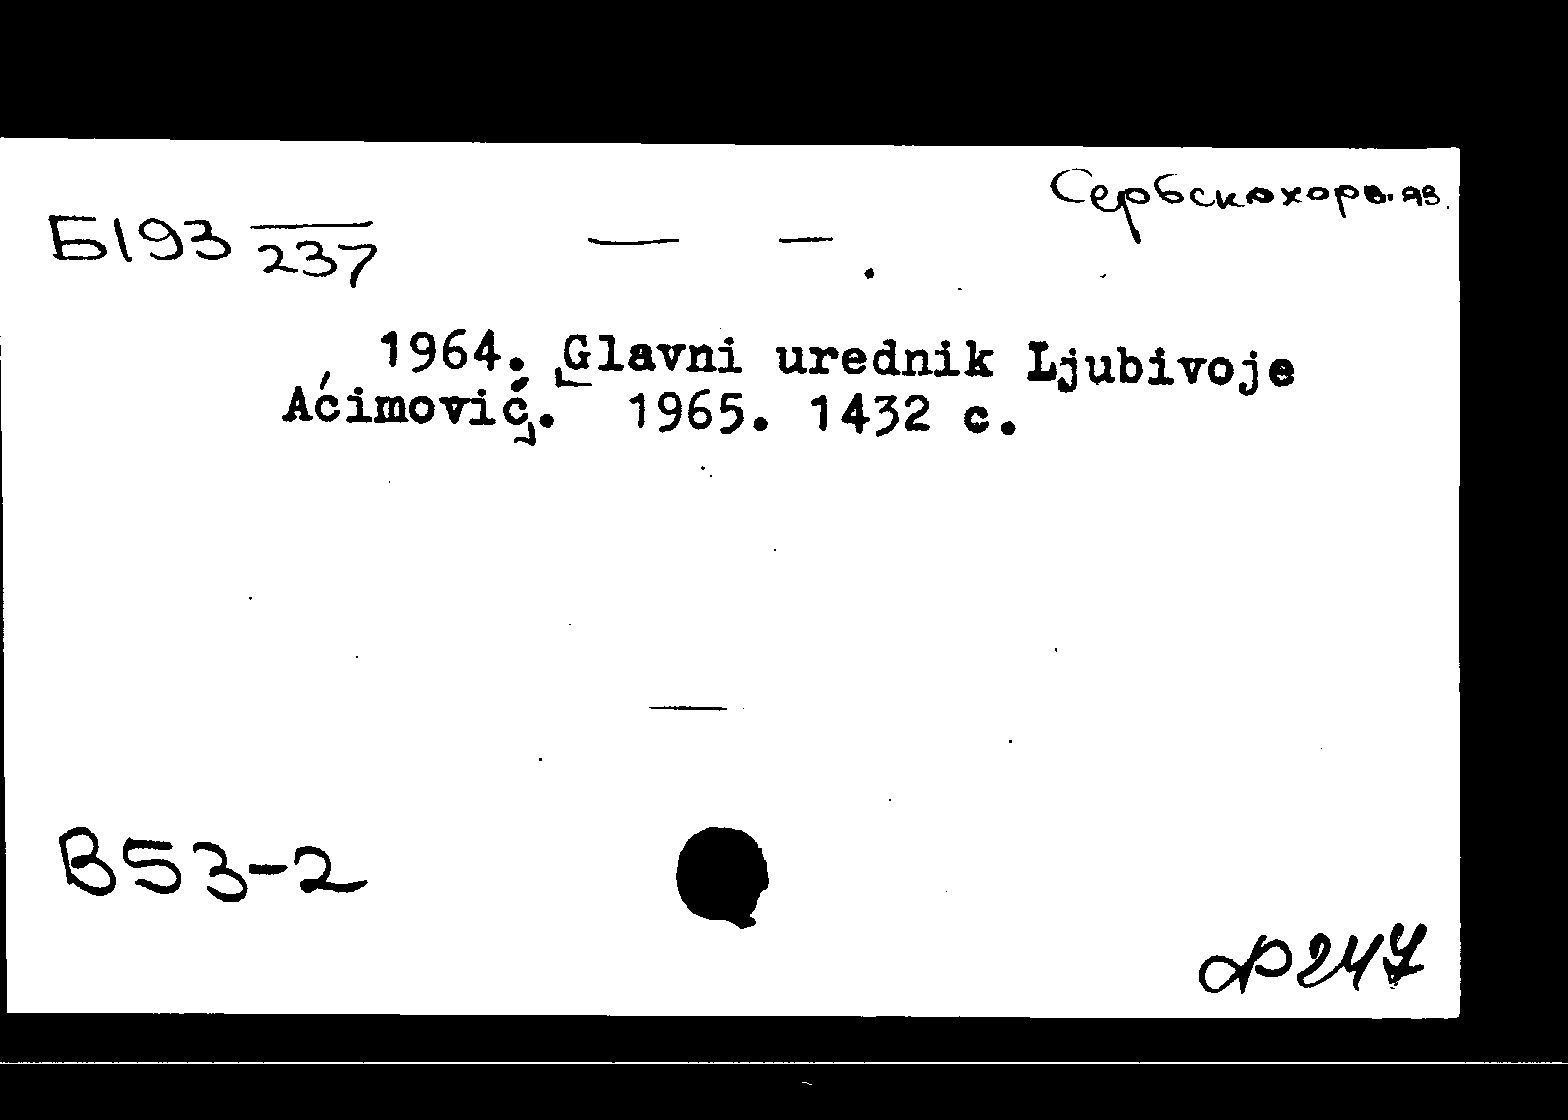 Сербскохорв. яз.
Б193 237
— —
1964. [Glavni urednik Ljubivoje
Aćimović]. 1965. 1432 c.
—
B53-2